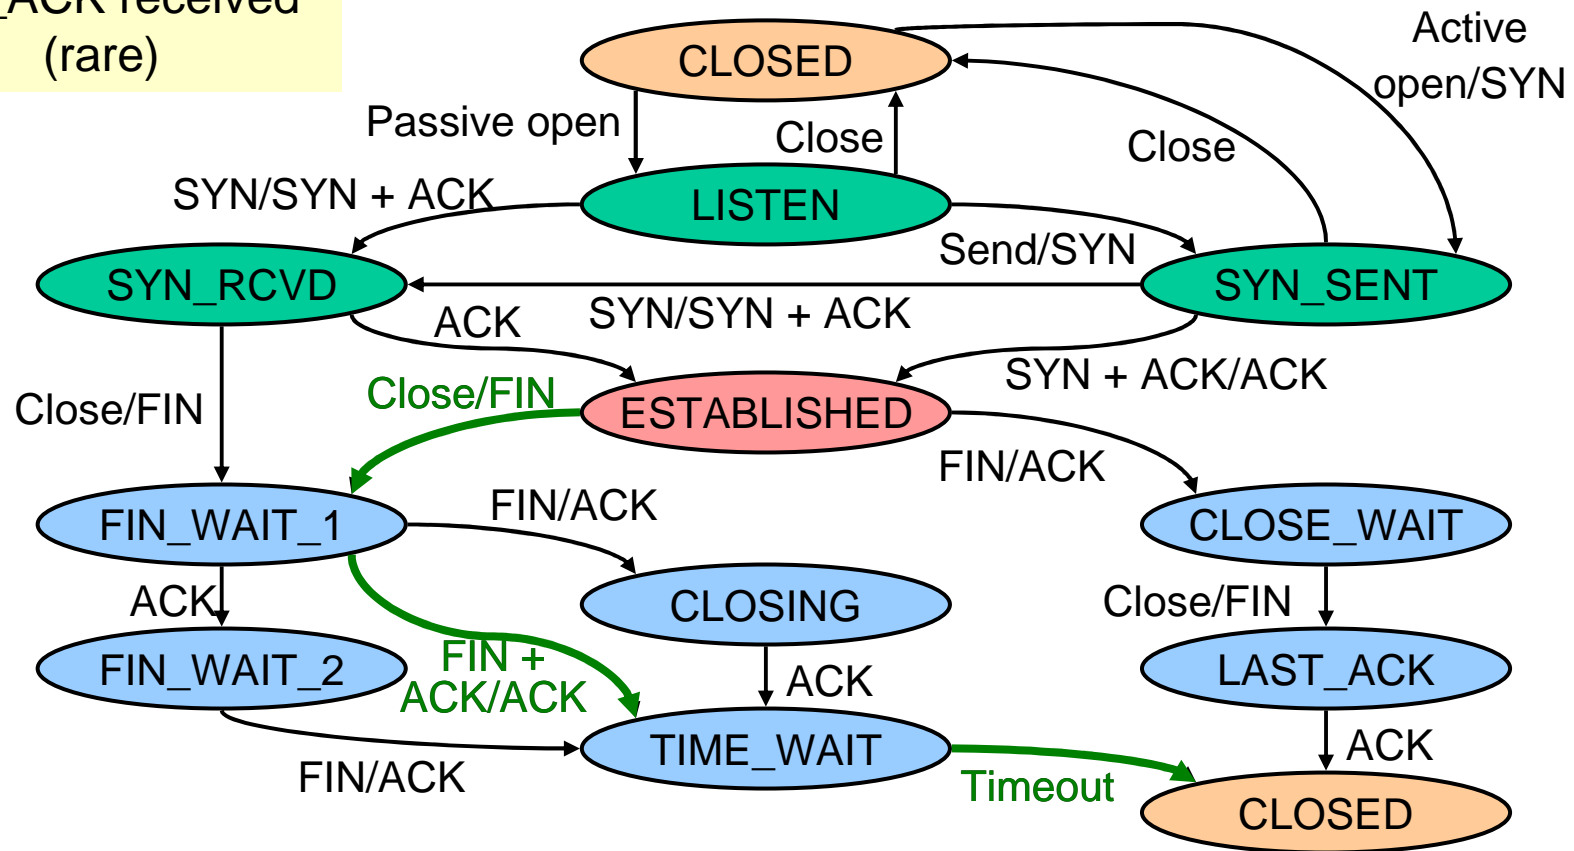 _ACK received
(rare)
CLOSED
Active
open/SYN
Passive open
Close
Close
SYN/SYN + ACK
LISTEN
Send/SYN
SYN_RCVD
SYN_SENT
ACK
SYN/SYN + ACK
SYN + ACK/ACK
Close/FIN
Close/FIN
ESTABLISHED
FIN/ACK
FIN_WAIT_1
FIN/ACK
CLOSE_WAIT
ACK
CLOSING
Close/FIN
FIN_WAIT_2
FIN +
ACK/ACK
ACK
LAST_ACK
FIN/ACK
TIME_WAIT
Timeout
ACK
CLOSED